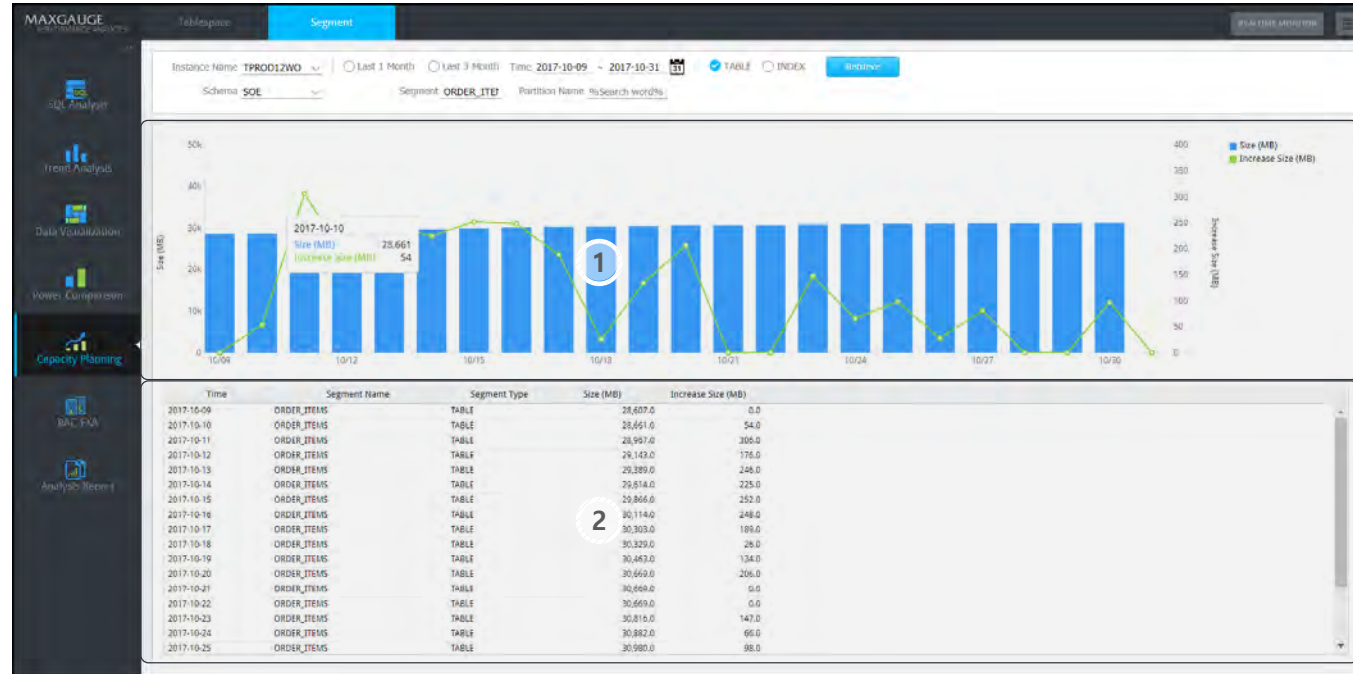 MAXGAUGE
PERFORMANCE ANALYZER
Tablespace Segment REALTIME MONITOR
Instance Name TPROD12WO Last 1 Month Last 3 Month Time 2017-10-09 ~ 2017-10-31 31 TABLE INDEX Retrieve
Schema SOE Segment ORDER_ITEM Partition Name %Search word%
SQL Analysis
Trend Analysis
Data Visualization
Power Comparison
Capacity Planning
RAC EXA
Analysis Report
50k
40k
30k
20k
10k
0
Size (MB)
2017-10-10
Size (MB) 28,661
Increase Size (MB) 54
1
10/09 10/12 10/15 10/18 10/21 10/24 10/27 10/30
400
350
300
250
200
150
100
50
0
Increase Size (MB)
Size (MB)
Increase Size (MB)
Time Segment Name Segment Type Size (MB) Increase Size (MB)
2017-10-09 ORDER_ITEMS TABLE 28,607.0 0.0
2017-10-10 ORDER_ITEMS TABLE 28,661.0 54.0
2017-10-11 ORDER_ITEMS TABLE 28,967.0 306.0
2017-10-12 ORDER_ITEMS TABLE 29,143.0 176.0
2017-10-13 ORDER_ITEMS TABLE 29,389.0 246.0
2017-10-14 ORDER_ITEMS TABLE 29,614.0 225.0
2017-10-15 ORDER_ITEMS TABLE 29,866.0 252.0
2017-10-16 ORDER_ITEMS TABLE 30,114.0 248.0
2017-10-17 ORDER_ITEMS TABLE 30,303.0 189.0
2017-10-18 ORDER_ITEMS TABLE 30,329.0 26.0
2017-10-19 ORDER_ITEMS TABLE 30,463.0 134.0
2017-10-20 ORDER_ITEMS TABLE 30,669.0 206.0
2017-10-21 ORDER_ITEMS TABLE 30,669.0 0.0
2017-10-22 ORDER_ITEMS TABLE 30,669.0 0.0
2017-10-23 ORDER_ITEMS TABLE 30,816.0 147.0
2017-10-24 ORDER_ITEMS TABLE 30,882.0 66.0
2017-10-25 ORDER_ITEMS TABLE 30,980.0 98.0
2